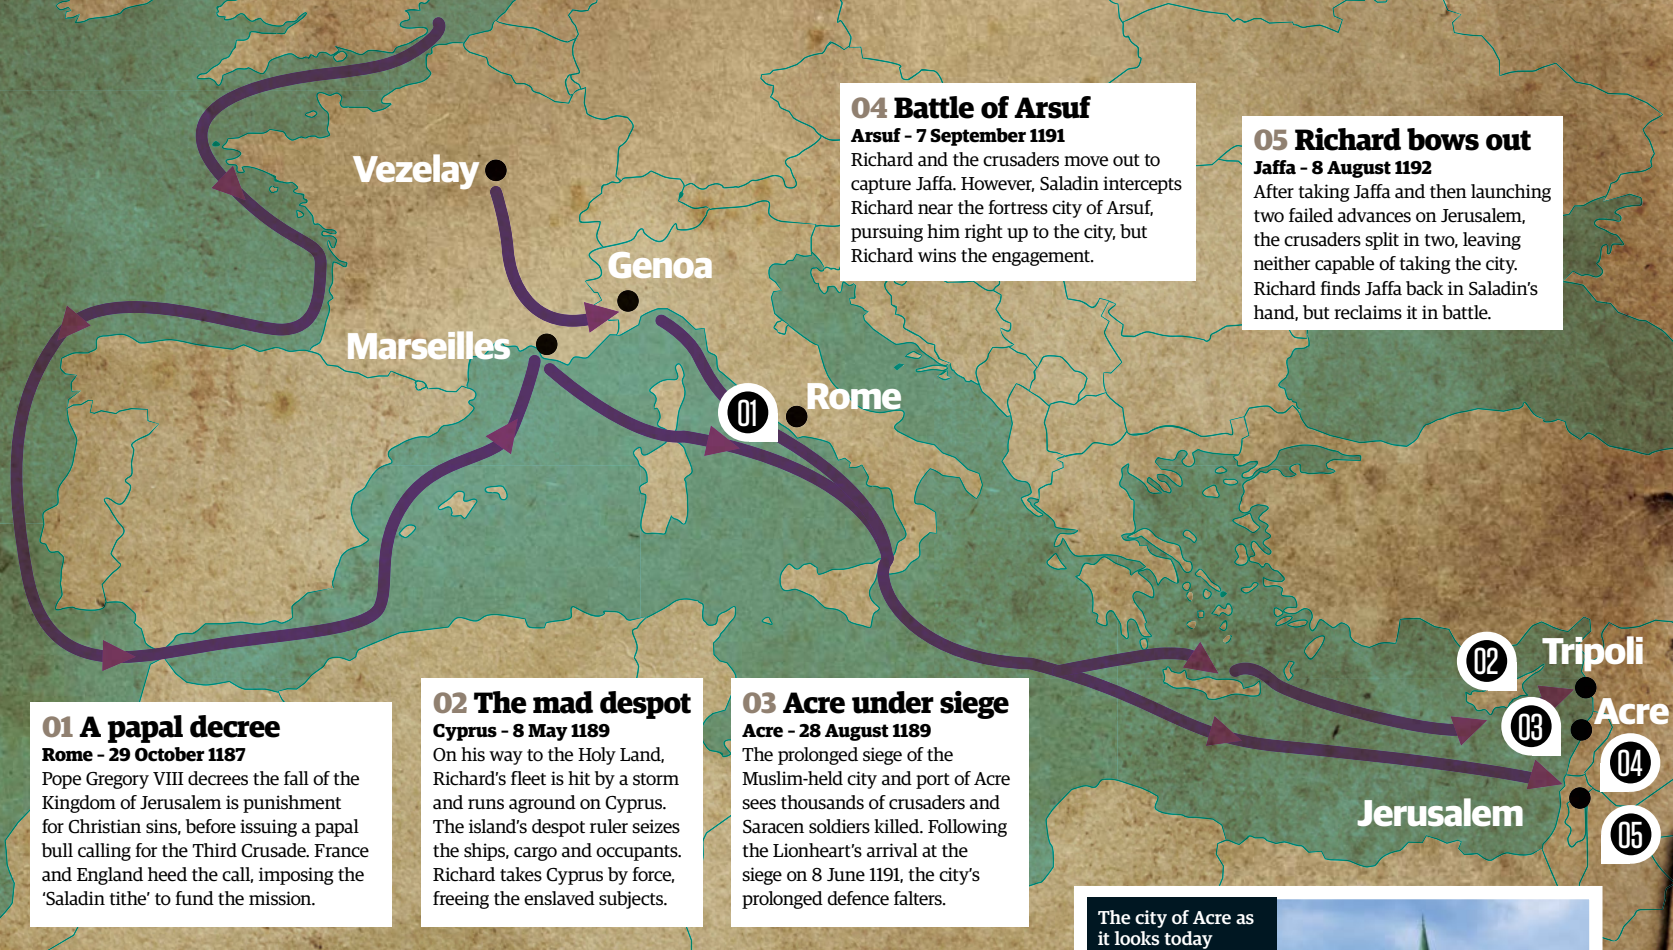 Vezelay
Genoa
Marseilles
Rome
01
04 Battle of Arsuf
Arsuf – 7 September 1191
Richard and the crusaders move out to
capture Jaffa. However, Saladin intercepts
Richard near the fortress city of Arsuf,
pursuing him right up to the city, but
Richard wins the engagement.
05 Richard bows out
Jaffa – 8 August 1192
After taking Jaffa and then launching
two failed advances on Jerusalem,
the crusaders split in two, leaving
neither capable of taking the city.
Richard finds Jaffa back in Saladin's
hand, but reclaims it in battle.
02
Tripoli
03
Acre
04
Jerusalem
05
01 A papal decree
Rome – 29 October 1187
Pope Gregory VIII decrees the fall of the
Kingdom of Jerusalem is punishment
for Christian sins, before issuing a papal
bull calling for the Third Crusade. France
and England heed the call, imposing the
‘Saladin tithe’ to fund the mission.
02 The mad despot
Cyprus – 8 May 1189
On his way to the Holy Land,
Richard's fleet is hit by a storm
and runs aground on Cyprus.
The island's despot ruler seizes
the ships, cargo and occupants.
Richard takes Cyprus by force,
freeing the enslaved subjects.
03 Acre under siege
Acre – 28 August 1189
The prolonged siege of the
Muslim-held city and port of Acre
sees thousands of crusaders and
Saracen soldiers killed. Following
the Lionheart's arrival at the
siege on 8 June 1191, the city's
prolonged defence falters.
The city of Acre as
it looks today